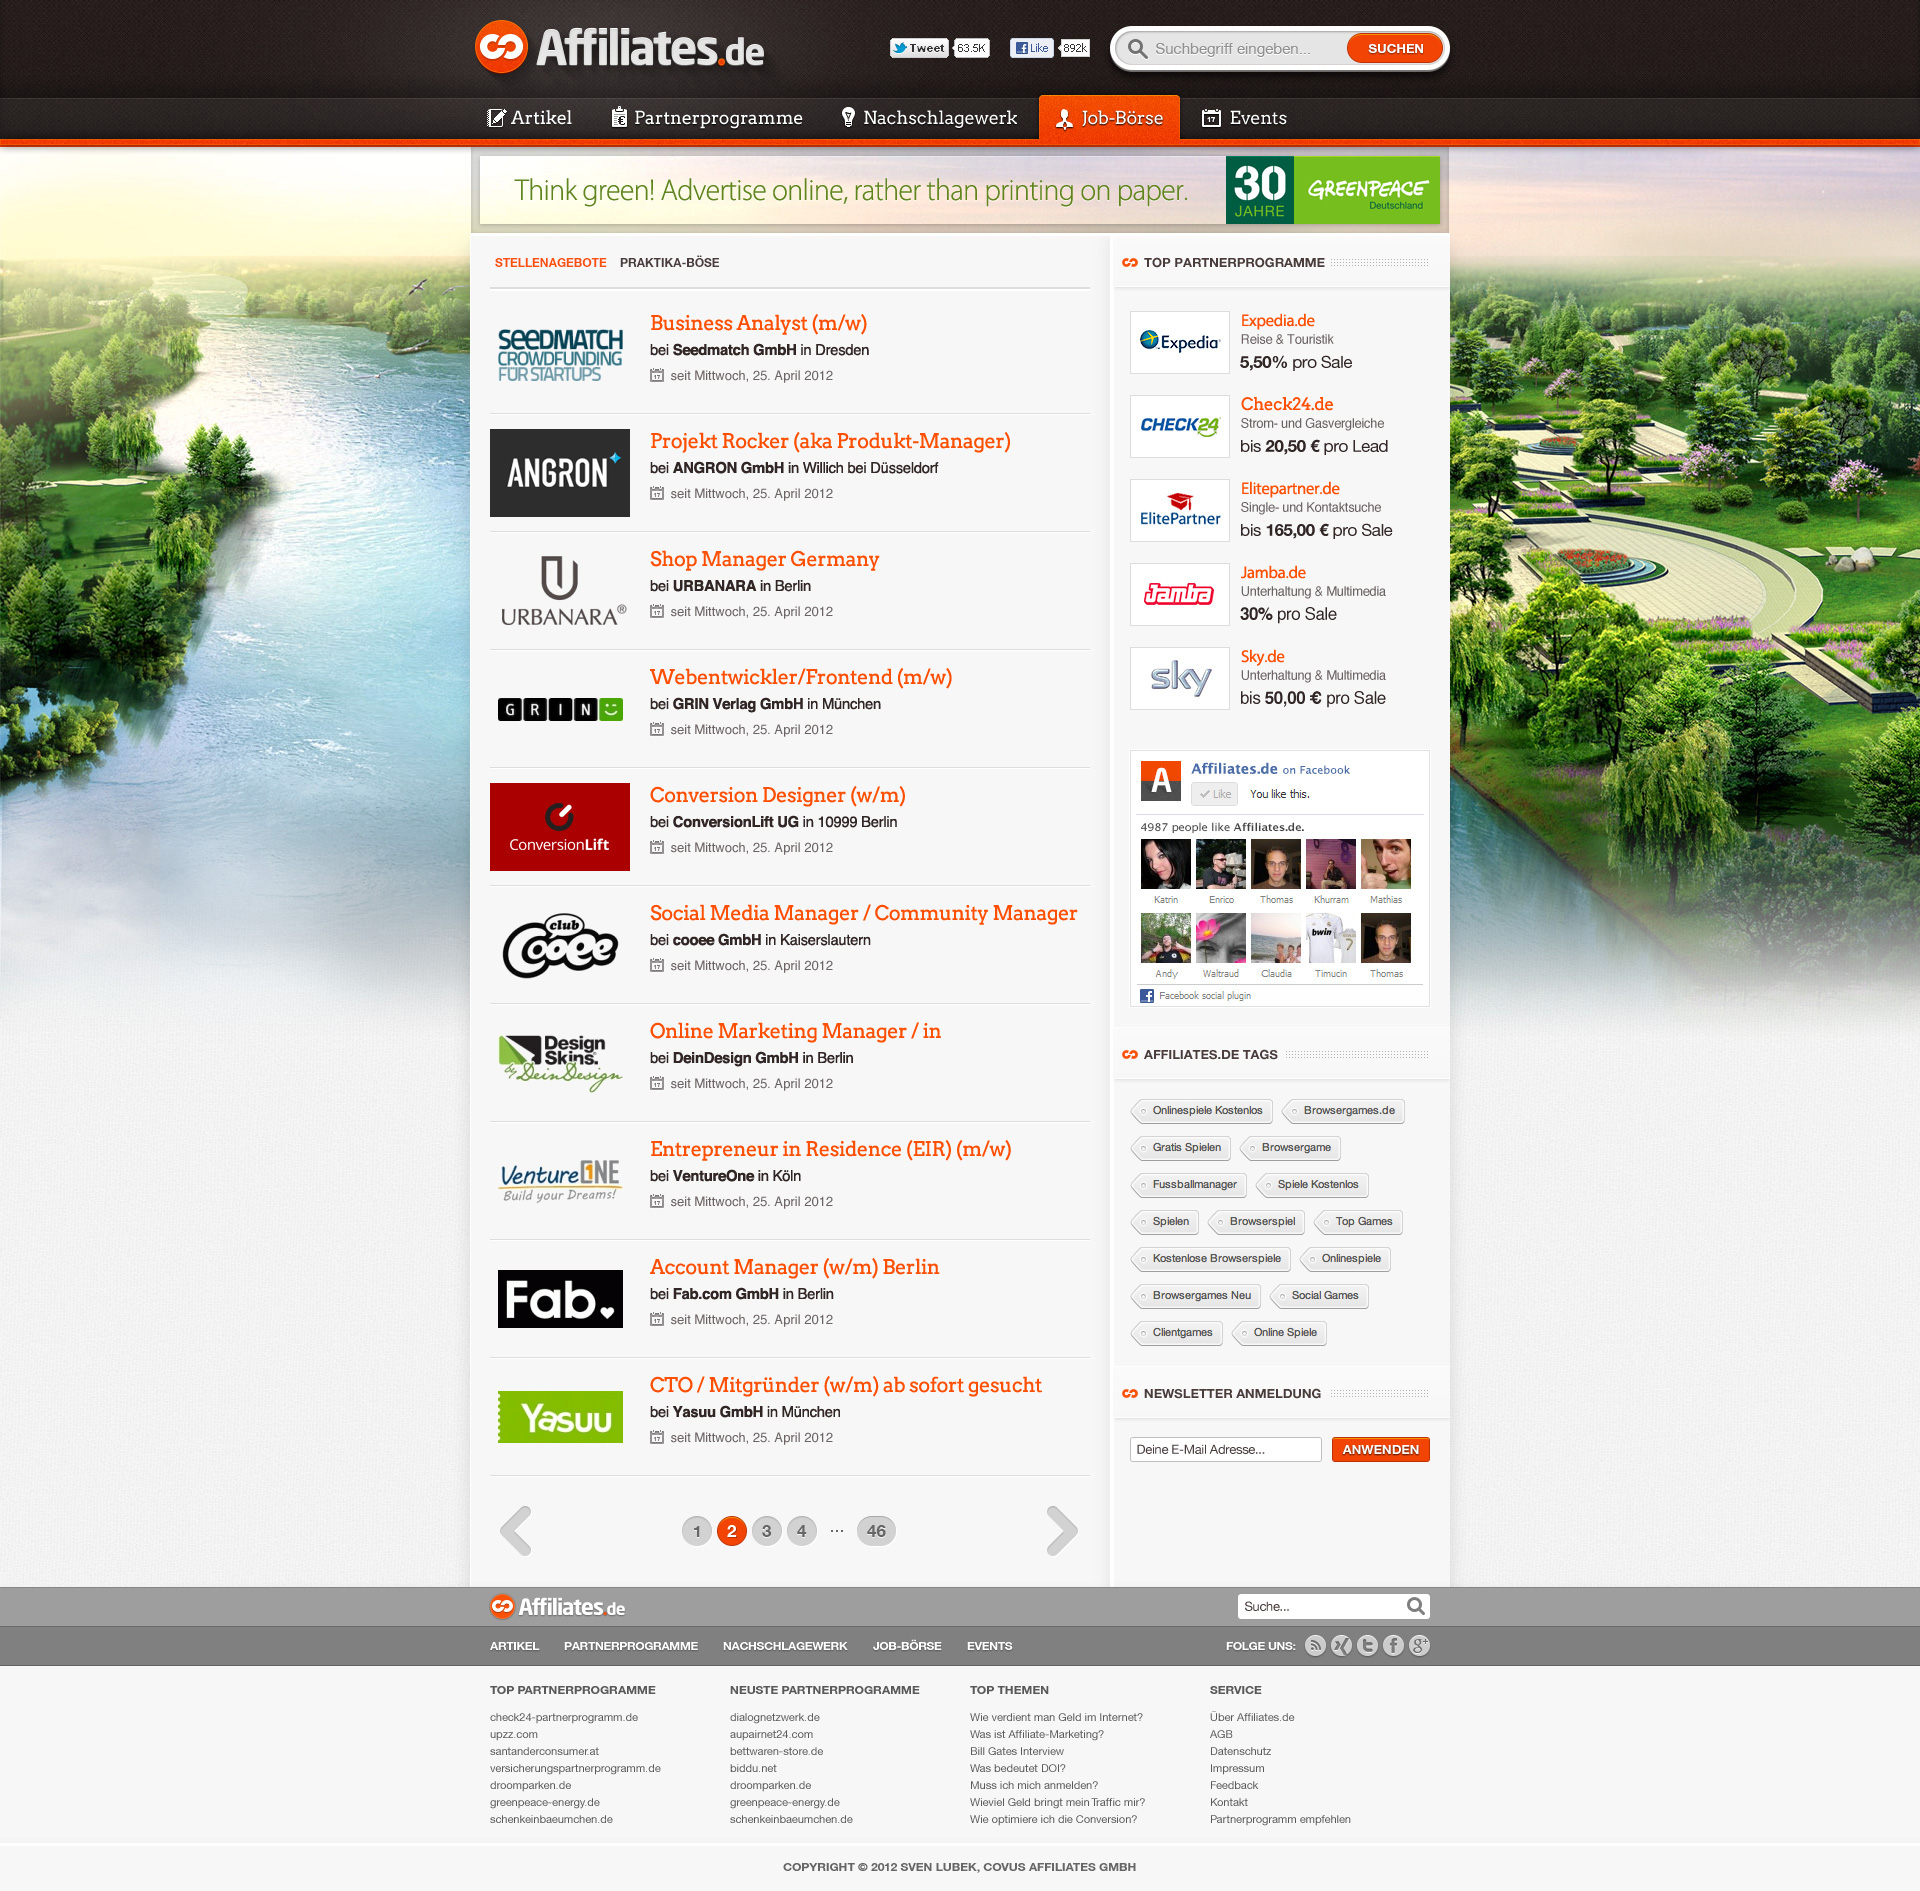 Affiliates.de
Tweet 63.5K Like 892k
Suchbegriff eingeben... SUCHEN
Artikel Partnerprogramme Nachschlagewerk Job-Börse Events
Think green! Advertise online, rather than printing on paper.
30 JAHRE GREENPEACE Deutschland
STELLENAGEBOTE PRAKTIKA-BÖSE
SEEDMATCH
CROWDFUNDING
FÜR STARTUPS
Business Analyst (m/w)
bei Seedmatch GmbH in Dresden
17 seit Mittwoch, 25. April 2012
ANGRON
Projekt Rocker (aka Produkt-Manager)
bei ANGRON GmbH in Willich bei Düsseldorf
17 seit Mittwoch, 25. April 2012
URBANARA®
Shop Manager Germany
bei URBANARA in Berlin
17 seit Mittwoch, 25. April 2012
GRIN
Webentwickler/Frontend (m/w)
bei GRIN Verlag GmbH in München
17 seit Mittwoch, 25. April 2012
ConversionLift
Conversion Designer (w/m)
bei ConversionLift UG in 10999 Berlin
17 seit Mittwoch, 25. April 2012
club
Cooee
Social Media Manager / Community Manager
bei cooee GmbH in Kaiserslautern
17 seit Mittwoch, 25. April 2012
Design
Skins.
by DeinDesign
Online Marketing Manager / in
bei DeinDesign GmbH in Berlin
17 seit Mittwoch, 25. April 2012
VentureONE
Build your Dreams!
Entrepreneur in Residence (EIR) (m/w)
bei VentureOne in Köln
17 seit Mittwoch, 25. April 2012
Fab.
Account Manager (w/m) Berlin
bei Fab.com GmbH in Berlin
17 seit Mittwoch, 25. April 2012
Yasuu
CTO / Mitgründer (w/m) ab sofort gesucht
bei Yasuu GmbH in München
17 seit Mittwoch, 25. April 2012
1 2 3 4 ... 46
TOP PARTNERPROGRAMME
Expedia
Expedia.de
Reise & Touristik
5,50% pro Sale
CHECK24
Check24.de
Strom- und Gasvergleiche
bis 20,50 € pro Lead
ElitePartner
Elitepartner.de
Single- und Kontaktsuche
bis 165,00 € pro Sale
Jamba
Jamba.de
Unterhaltung & Multimedia
30% pro Sale
sky
Sky.de
Unterhaltung & Multimedia
bis 50,00 € pro Sale
A
Affiliates.de on Facebook
Like You like this.
4987 people like Affiliates.de.
Katrin Enrico Thomas Khurram Mathias
bwin
Andy Waltraud Claudia Timucin Thomas
Facebook social plugin
AFFILIATES.DE TAGS
Onlinespiele Kostenlos Browsergames.de
Gratis Spielen Browsergame
Fussballmanager Spiele Kostenlos
Spielen Browserspiel Top Games
Kostenlose Browserspiele Onlinespiele
Browsergames Neu Social Games
Clientgames Online Spiele
NEWSLETTER ANMELDUNG
Deine E-Mail Adresse... ANWENDEN
Affiliates.de Suche...
ARTIKEL PARTNERPROGRAMME NACHSCHLAGEWERK JOB-BÖRSE EVENTS FOLGE UNS:
TOP PARTNERPROGRAMME
check24-partnerprogramm.de
upzz.com
santanderconsumer.at
versicherungspartnerprogramm.de
droomparken.de
greenpeace-energy.de
schenkeinbaeumchen.de
NEUSTE PARTNERPROGRAMME
dialognetzwerk.de
aupairnet24.com
bettwaren-store.de
biddu.net
droomparken.de
greenpeace-energy.de
schenkeinbaeumchen.de
TOP THEMEN
Wie verdient man Geld im Internet?
Was ist Affiliate-Marketing?
Bill Gates Interview
Was bedeutet DOI?
Muss ich mich anmelden?
Wieviel Geld bringt mein Traffic mir?
Wie optimiere ich die Conversion?
SERVICE
Über Affiliates.de
AGB
Datenschutz
Impressum
Feedback
Kontakt
Partnerprogramm empfehlen
COPYRIGHT © 2012 SVEN LUBEK, COVUS AFFILIATES GMBH